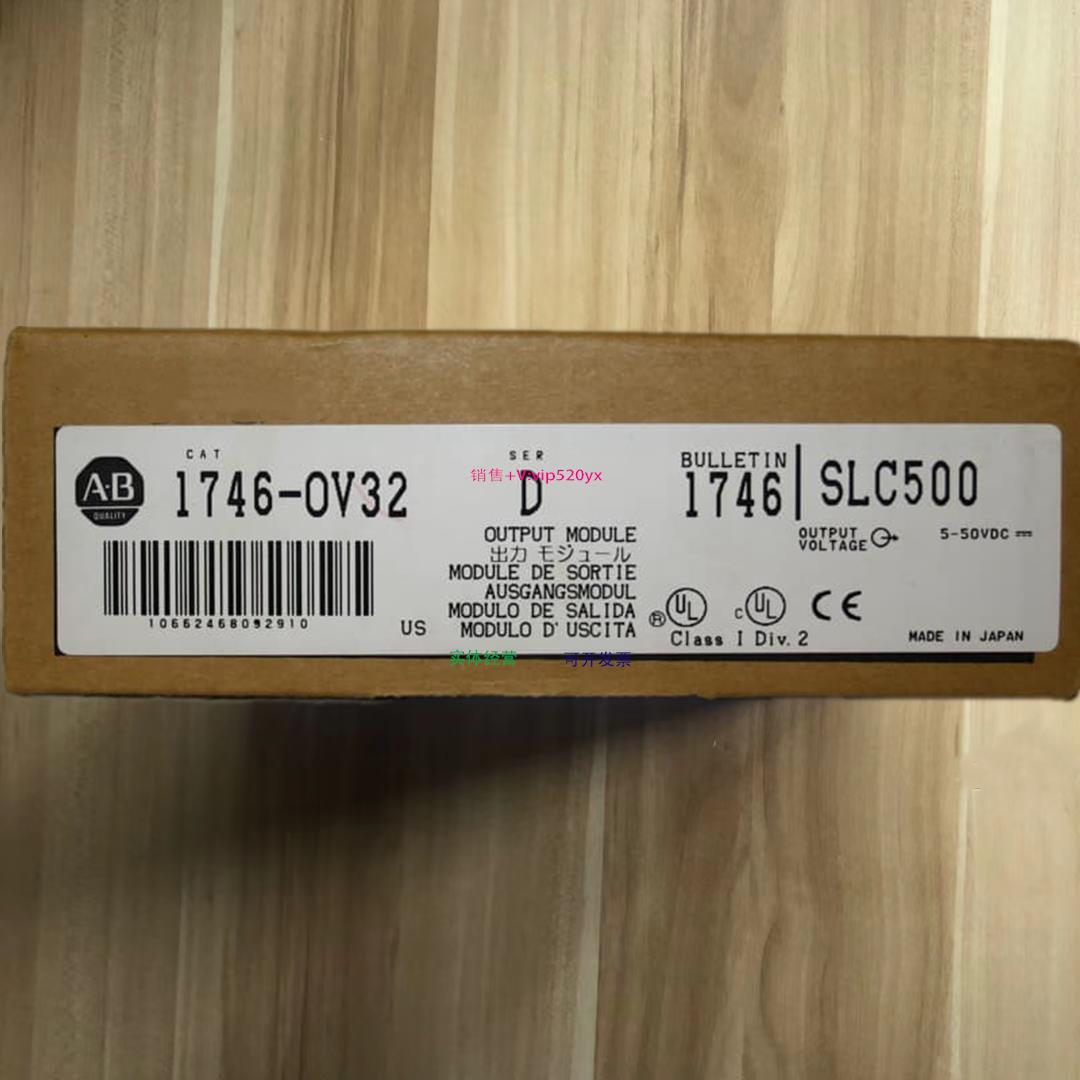 CAT
SER
A-B
QUALITY
1746-OV32
销售+V:vip520yx
D
BULLETIN
1746
SLC500
OUTPUT MODULE
出力 モジュール
MODULE DE SORTIE
AUSGANGSMODUL
MODULO DE SALIDA
MODULO D'USCITA
OUTPUT
VOLTAGE
5-50VDC
10662468092910
US
® UL
c UL
CE
Class I Div. 2
MADE IN JAPAN
实体经营 可开发票